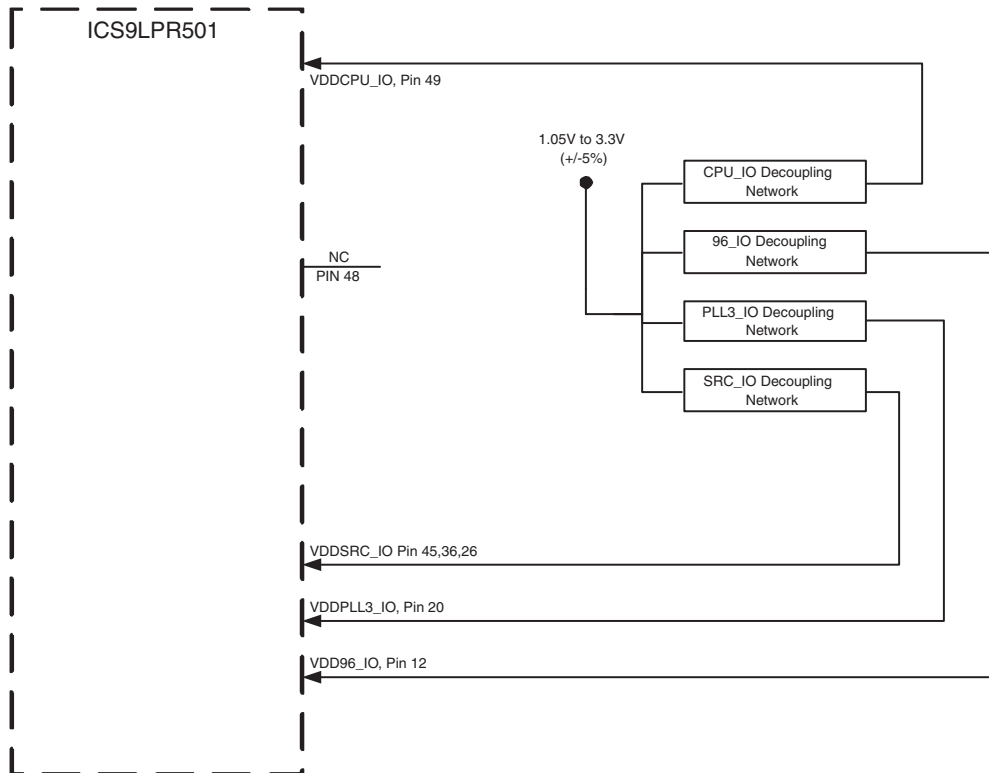 ICS9LPR501
VDDCPU_IO, Pin 49
1.05V to 3.3V
(+/-5%)
CPU_IO Decoupling
Network
96_IO Decoupling
Network
NC
PIN 48
PLL3_IO Decoupling
Network
SRC_IO Decoupling
Network
VDDSRC_IO Pin 45,36,26
VDDPLL3_IO, Pin 20
VDD96_IO, Pin 12